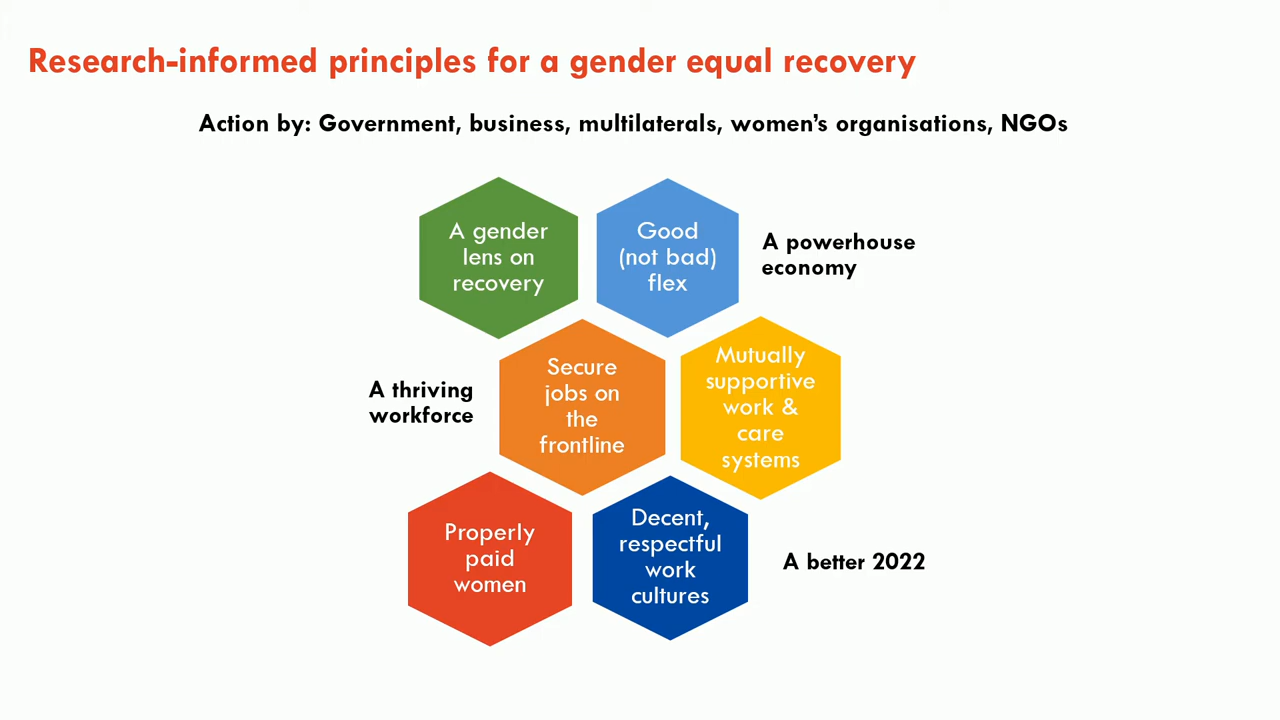 Research-informed principles for a gender equal recovery
Action by: Government, business, multilaterals, women's organisations, NGOs
A gender
lens on
recovery
Good
(not bad)
flex
A powerhouse
economy
A thriving
workforce
Secure
jobs on
the
frontline
Mutually
supportive
work &
care
systems
Properly
paid
women
Decent,
respectful
work
cultures
A better 2022